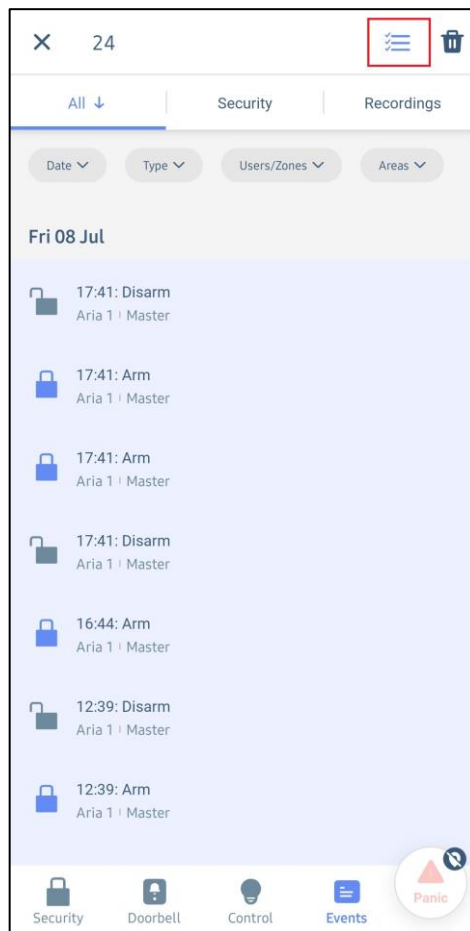 24
All ↓ Security Recordings
Date Type Users/Zones Areas
Fri 08 Jul
17:41: Disarm
Aria 1 | Master
17:41: Arm
Aria 1 | Master
17:41: Arm
Aria 1 | Master
17:41: Disarm
Aria 1 | Master
16:44: Arm
Aria 1 | Master
12:39: Disarm
Aria 1 | Master
12:39: Arm
Aria 1 | Master
Security Doorbell Control Events Panic